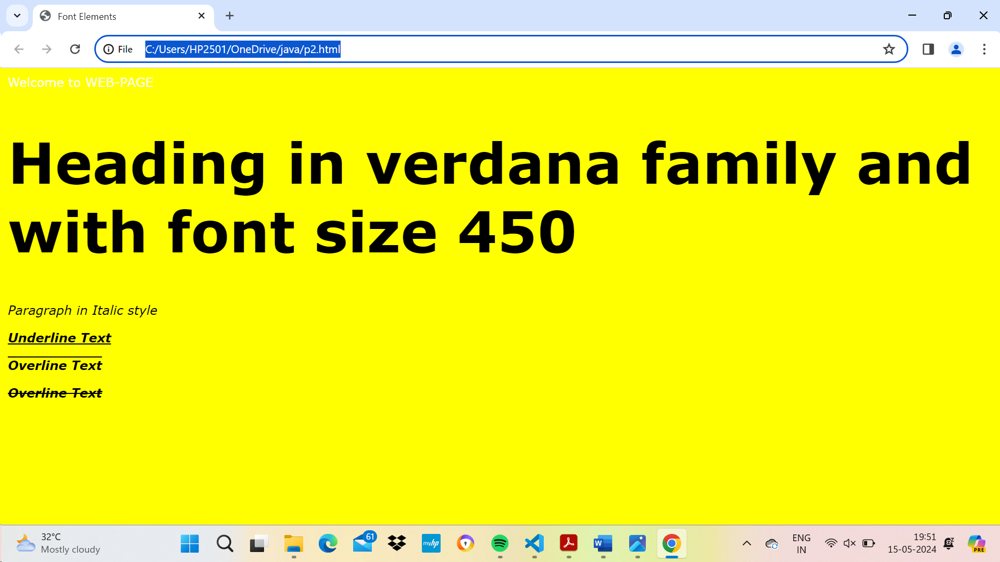 Font Elements
File C:/Users/HP2501/OneDrive/java/p2.html
Welcome to WEB-PAGE
Heading in verdana family and
with font size 450
Paragraph in Italic style
Underline Text
Overline Text
Overline Text
32°C
Mostly cloudy
61
myhp
W
ENG
IN
19:51
15-05-2024
PRE